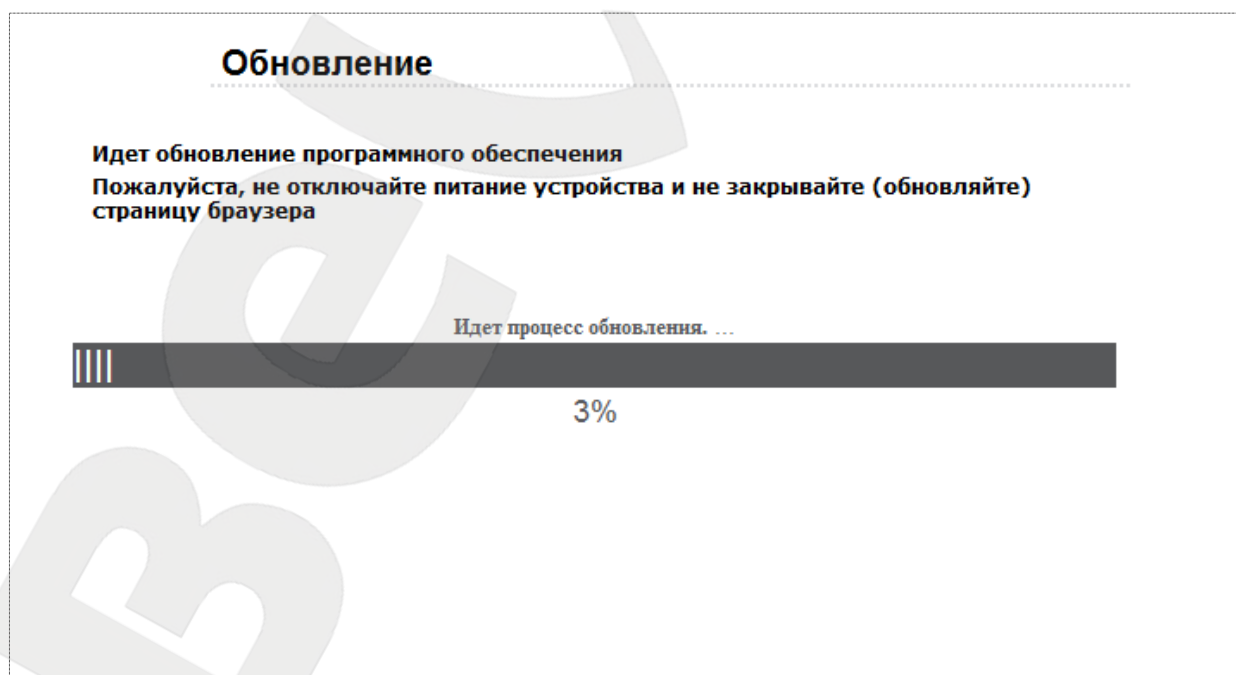 Обновление
Идет обновление программного обеспечения
Пожалуйста, не отключайте питание устройства и не закрывайте (обновляйте)
страницу браузера
Идет процесс обновления. ...
3%